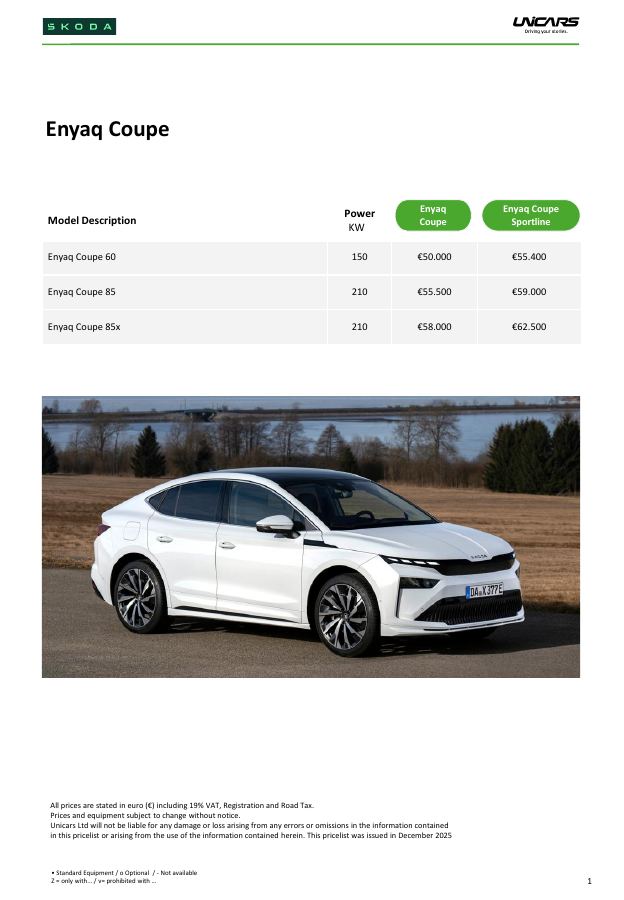 SKODA
UNICARS
Driving your stories.
Enyaq Coupe
Model Description
Power
KW
Enyaq
Coupe
Enyaq Coupe
Sportline
Enyaq Coupe 60 150 €50.000 €55.400
Enyaq Coupe 85 210 €55.500 €59.000
Enyaq Coupe 85x 210 €58.000 €62.500
SKODA
DA X377E
All prices are stated in euro (€) including 19% VAT, Registration and Road Tax.
Prices and equipment subject to change without notice.
Unicars Ltd will not be liable for any damage or loss arising from any errors or omissions in the information contained
in this pricelist or arising from the use of the information contained herein. This pricelist was issued in December 2025
• Standard Equipment / o Optional / - Not available
Z = only with... / v= prohibited with ...
1